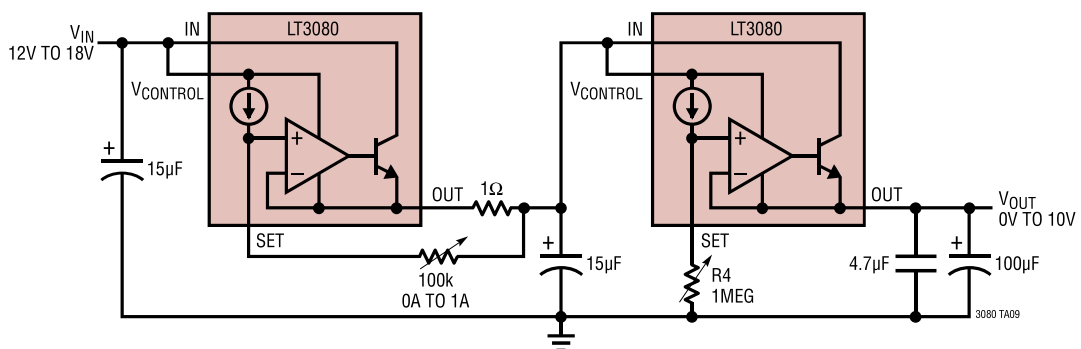 VIN
12V TO 18V
IN
LT3080
VCONTROL
+
–
+
15µF
OUT
1Ω
SET
100k
0A TO 1A
+
15µF
IN
LT3080
VCONTROL
+
–
OUT
SET
R4
1MEG
4.7µF
+
100µF
VOUT
0V TO 10V
3080 TA09